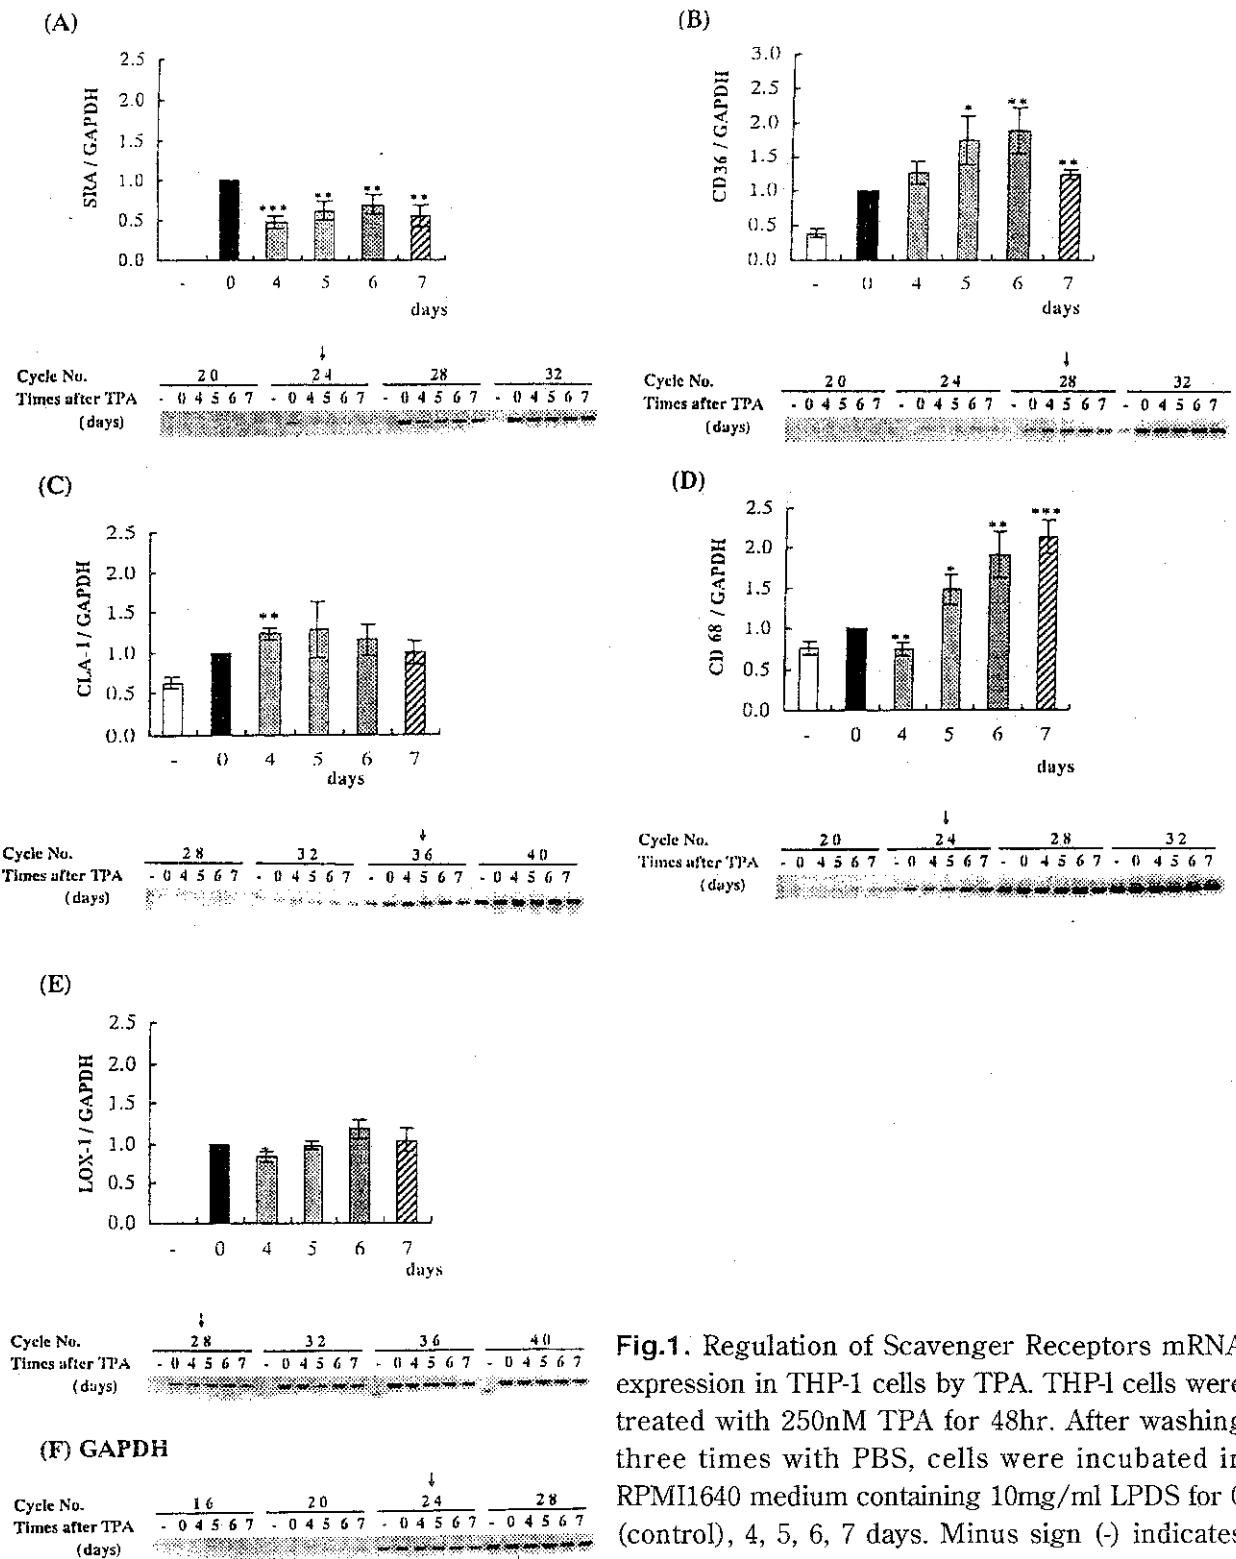 (A)
2.5
2.0
1.5
1.0
0.5
0.0
SRA / GAPDH
***
**
**
**
- 0 4 5 6 7
days
Cycle No. 20 24 28 32
Times after TPA - 0 4 5 6 7 - 0 4 5 6 7 - 0 4 5 6 7 - 0 4 5 6 7
(days)
(B)
3.0
2.5
2.0
1.5
1.0
0.5
0.0
CD36 / GAPDH
*
**
**
- 0 4 5 6 7
days
Cycle No. 20 24 28 32
Times after TPA - 0 4 5 6 7 - 0 4 5 6 7 - 0 4 5 6 7 - 0 4 5 6 7
(days)
(C)
2.5
2.0
1.5
1.0
0.5
0.0
CLA-1 / GAPDH
**
- 0 4 5 6 7
days
Cycle No. 28 32 36 40
Times after TPA - 0 4 5 6 7 - 0 4 5 6 7 - 0 4 5 6 7 - 0 4 5 6 7
(days)
(D)
2.5
2.0
1.5
1.0
0.5
0.0
CD 68 / GAPDH
**
*
**
***
- 0 4 5 6 7
days
Cycle No. 20 24 28 32
Times after TPA - 0 4 5 6 7 - 0 4 5 6 7 - 0 4 5 6 7 - 0 4 5 6 7
(days)
(E)
2.5
2.0
1.5
1.0
0.5
0.0
LOX-1 / GAPDH
*
- 0 4 5 6 7
days
Cycle No. 28 32 36 40
Times after TPA - 0 4 5 6 7 - 0 4 5 6 7 - 0 4 5 6 7 - 0 4 5 6 7
(days)
(F) GAPDH
Cycle No. 16 20 24 28
Times after TPA - 0 4 5 6 7 - 0 4 5 6 7 - 0 4 5 6 7 - 0 4 5 6 7
(days)
Fig.1. Regulation of Scavenger Receptors mRNA
expression in THP-1 cells by TPA. THP-1 cells were
treated with 250nM TPA for 48hr. After washing
three times with PBS, cells were incubated in
RPMI1640 medium containing 10mg/ml LPDS for 0
(control), 4, 5, 6, 7 days. Minus sign (-) indicates